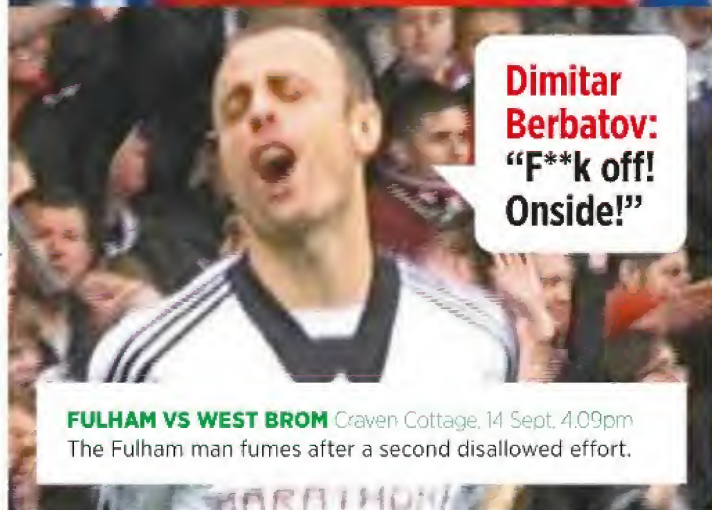 Dimitar
Berbatov:
“F**k off!
Onside!”
FULHAM VS WEST BROM Craven Cottage, 14 Sept, 4.09pm
The Fulham man fumes after a second disallowed effort.
MARATHON